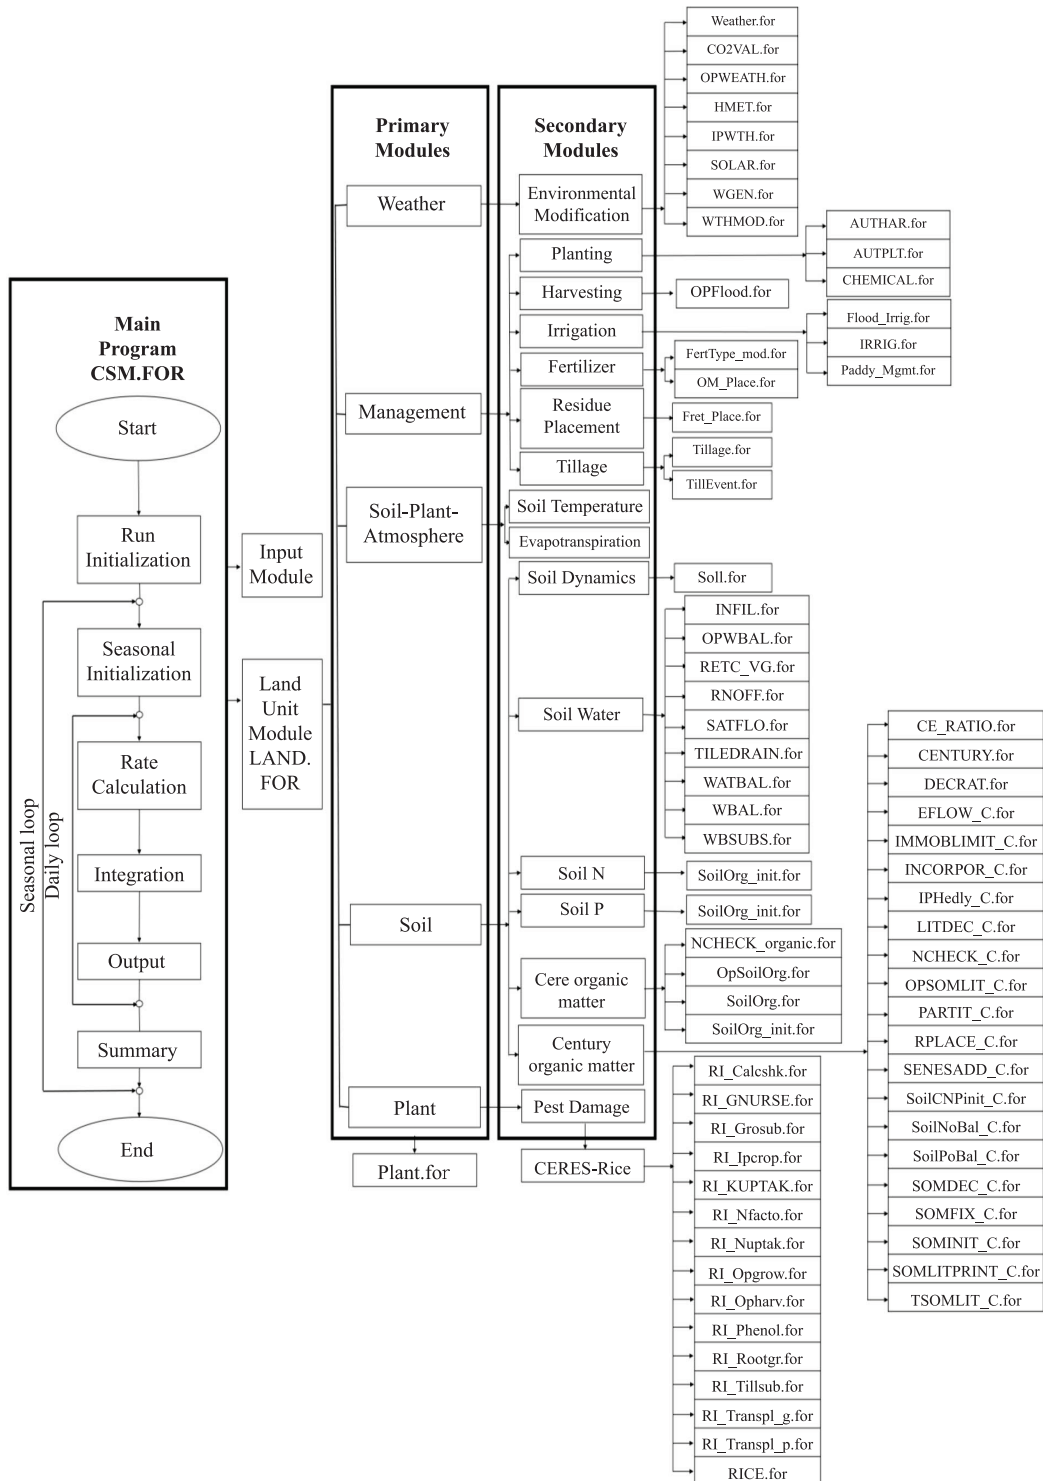 Main
Program
CSM.FOR
Start
Run
Initialization
Seasonal
Initialization
Rate
Calculation
Integration
Output
Summary
End
Seasonal loop
Daily loop
Input
Module
Land
Unit
Module
LAND.
FOR
Primary
Modules
Weather
Management
Soil-Plant-
Atmosphere
Soil
Plant
Plant.for
Secondary
Modules
Environmental
Modification
Planting
Harvesting
Irrigation
Fertilizer
Residue
Placement
Tillage
Soil Temperature
Evapotranspiration
Soil Dynamics
Soil Water
Soil N
Soil P
Cere organic
matter
Century
organic matter
Pest Damage
CERES-Rice
Weather.for
CO2VAL.for
OPWEATH.for
HMET.for
IPWTH.for
SOLAR.for
WGEN.for
WTHMOD.for
AUTHAR.for
AUTPLT.for
CHEMICAL.for
OPFlood.for
Flood_Irrig.for
IRRIG.for
Paddy_Mgmt.for
FertType_mod.for
OM_Place.for
Fret_Place.for
Tillage.for
TillEvent.for
Soll.for
INFIL.for
OPWBAL.for
RETC_VG.for
RNOFF.for
SATFLO.for
TILEDRAIN.for
WATBAL.for
WBAL.for
WBSUBS.for
SoilOrg_init.for
SoilOrg_init.for
NCHECK_organic.for
OpSoilOrg.for
SoilOrg.for
SoilOrg_init.for
CE_RATIO.for
CENTURY.for
DECRAT.for
EFLOW_C.for
IMMOBLIMIT_C.for
INCORPOR_C.for
IPHedly_C.for
LITDEC_C.for
NCHECK_C.for
OPSOMLIT_C.for
PARTIT_C.for
RPLACE_C.for
SENESADD_C.for
SoilCNPinit_C.for
SoilNoBal_C.for
SoilPoBal_C.for
SOMDEC_C.for
SOMFIX_C.for
SOMINIT_C.for
SOMLITPRINT_C.for
TSOMLIT_C.for
RI_Calcshk.for
RI_GNURSE.for
RI_Grosub.for
RI_Ipcrop.for
RI_KUPTAK.for
RI_Nfacto.for
RI_Nuptak.for
RI_Opgrow.for
RI_Opharv.for
RI_Phenol.for
RI_Rootgr.for
RI_Tillsub.for
RI_Transpl_g.for
RI_Transpl_p.for
RICE.for